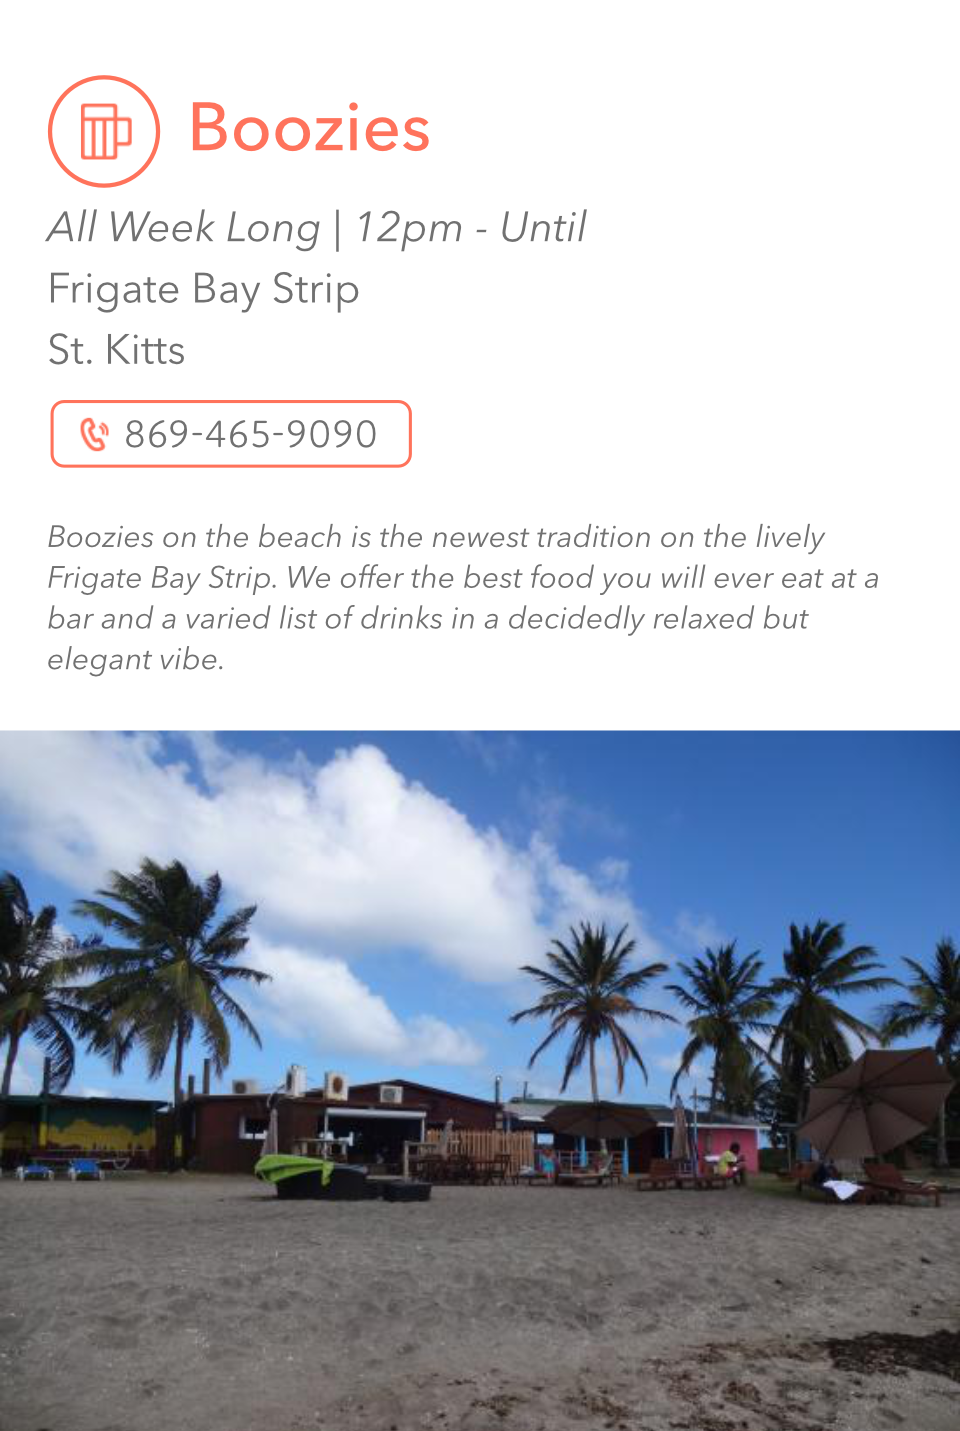 Boozies
All Week Long | 12pm - Until
Frigate Bay Strip
St. Kitts
869-465-9090
Boozies on the beach is the newest tradition on the lively
Frigate Bay Strip. We offer the best food you will ever eat at a
bar and a varied list of drinks in a decidedly relaxed but
elegant vibe.